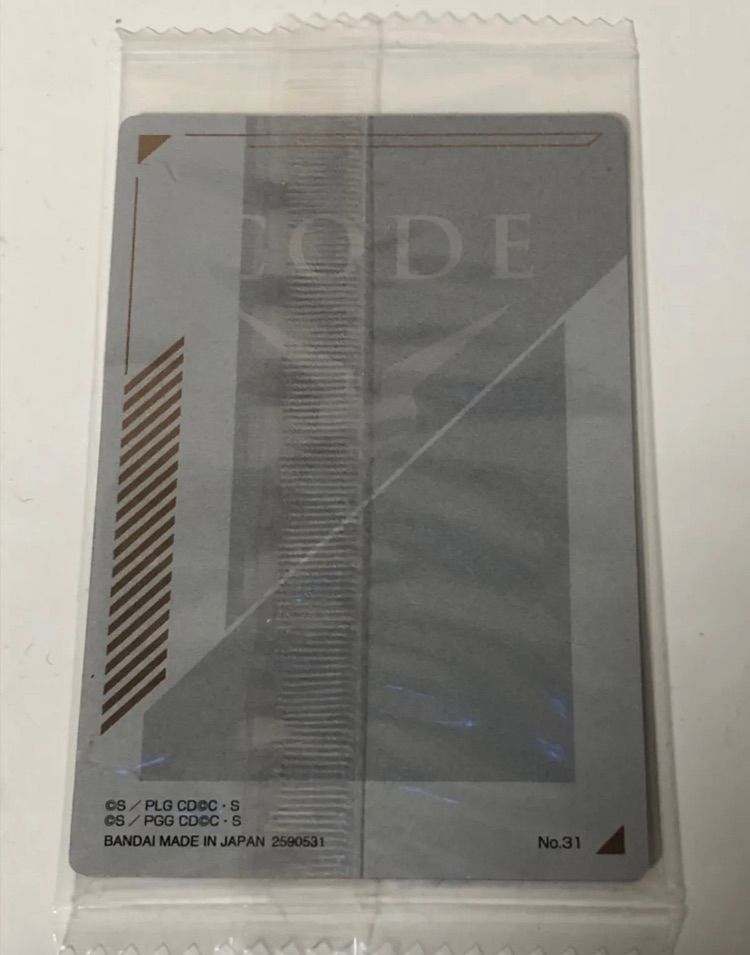 CODE
©S／PLG CD©C・S
©S／PGG CD©C・S
BANDAI MADE IN JAPAN 2590531
No.31